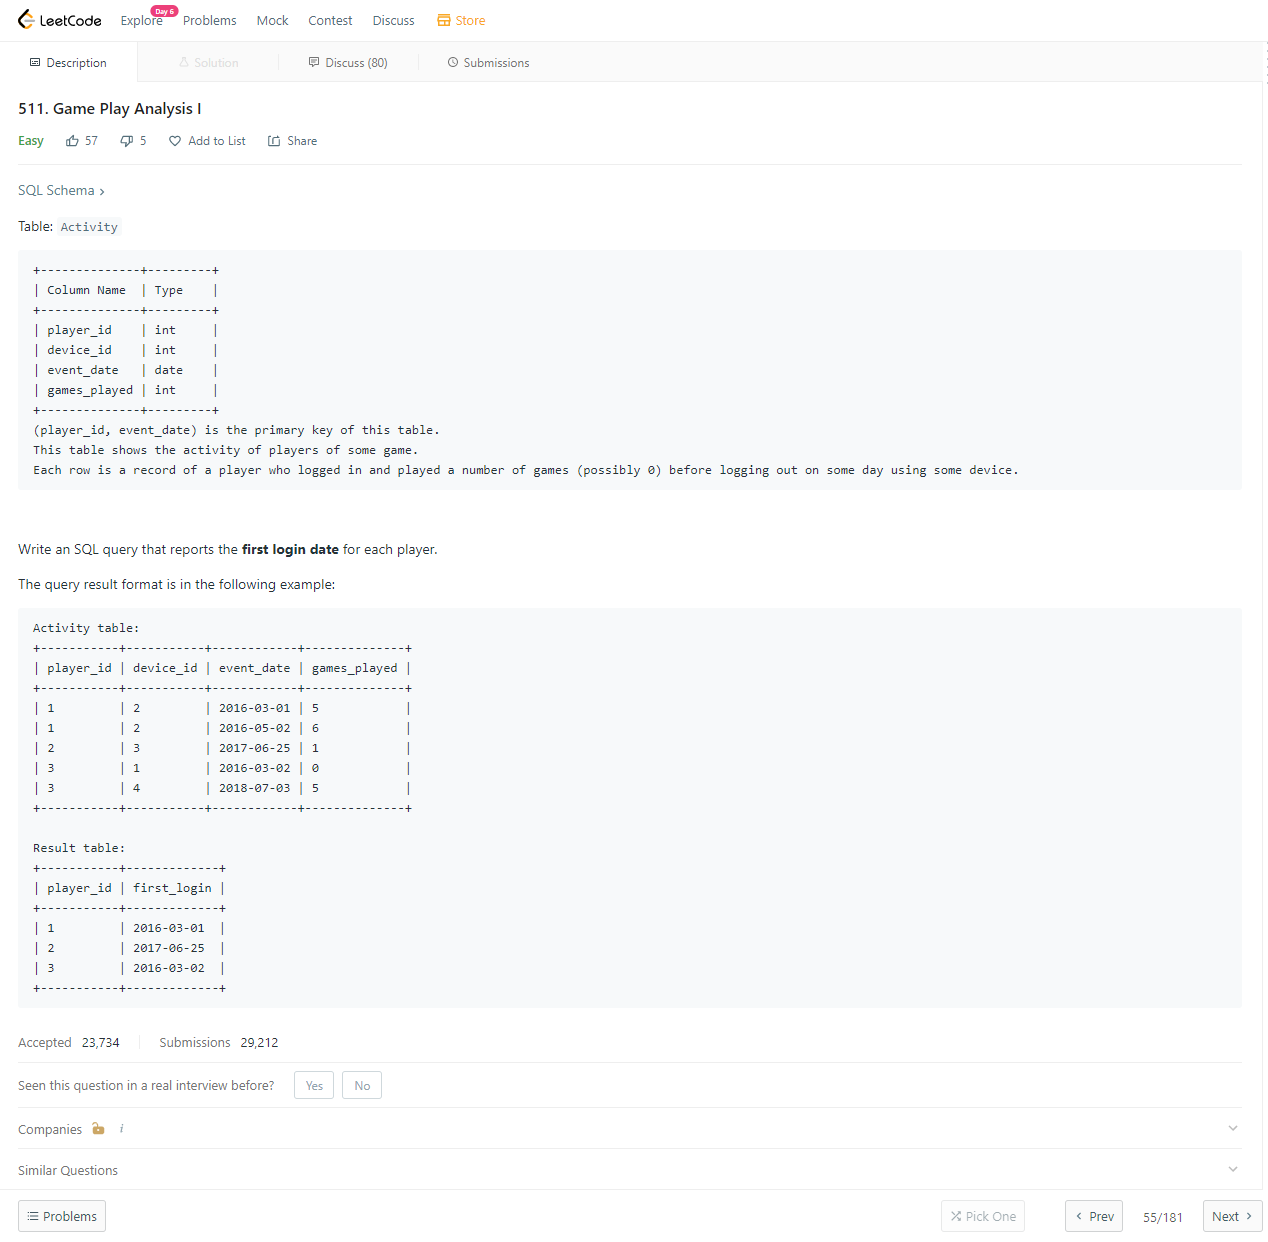 LeetCode Explore Day 6 Problems Mock Contest Discuss Store
Description Solution Discuss (80) Submissions
511. Game Play Analysis I
Easy 57 5 Add to List Share
SQL Schema >
Table: Activity
+--------------+---------+
| Column Name  | Type    |
+--------------+---------+
| player_id    | int     |
| device_id    | int     |
| event_date   | date    |
| games_played | int     |
+--------------+---------+
(player_id, event_date) is the primary key of this table.
This table shows the activity of players of some game.
Each row is a record of a player who logged in and played a number of games (possibly 0) before logging out on some day using some device.
Write an SQL query that reports the first login date for each player.
The query result format is in the following example:
Activity table:
+-----------+-----------+------------+--------------+
| player_id | device_id | event_date | games_played |
+-----------+-----------+------------+--------------+
| 1         | 2         | 2016-03-01 | 5            |
| 1         | 2         | 2016-05-02 | 6            |
| 2         | 3         | 2017-06-25 | 1            |
| 3         | 1         | 2016-03-02 | 0            |
| 3         | 4         | 2018-07-03 | 5            |
+-----------+-----------+------------+--------------+
Result table:
+-----------+-------------+
| player_id | first_login |
+-----------+-------------+
| 1         | 2016-03-01  |
| 2         | 2017-06-25  |
| 3         | 2016-03-02  |
+-----------+-------------+
Accepted 23,734 Submissions 29,212
Seen this question in a real interview before? Yes No
Companies i
Similar Questions
Problems Pick One < Prev 55/181 Next >